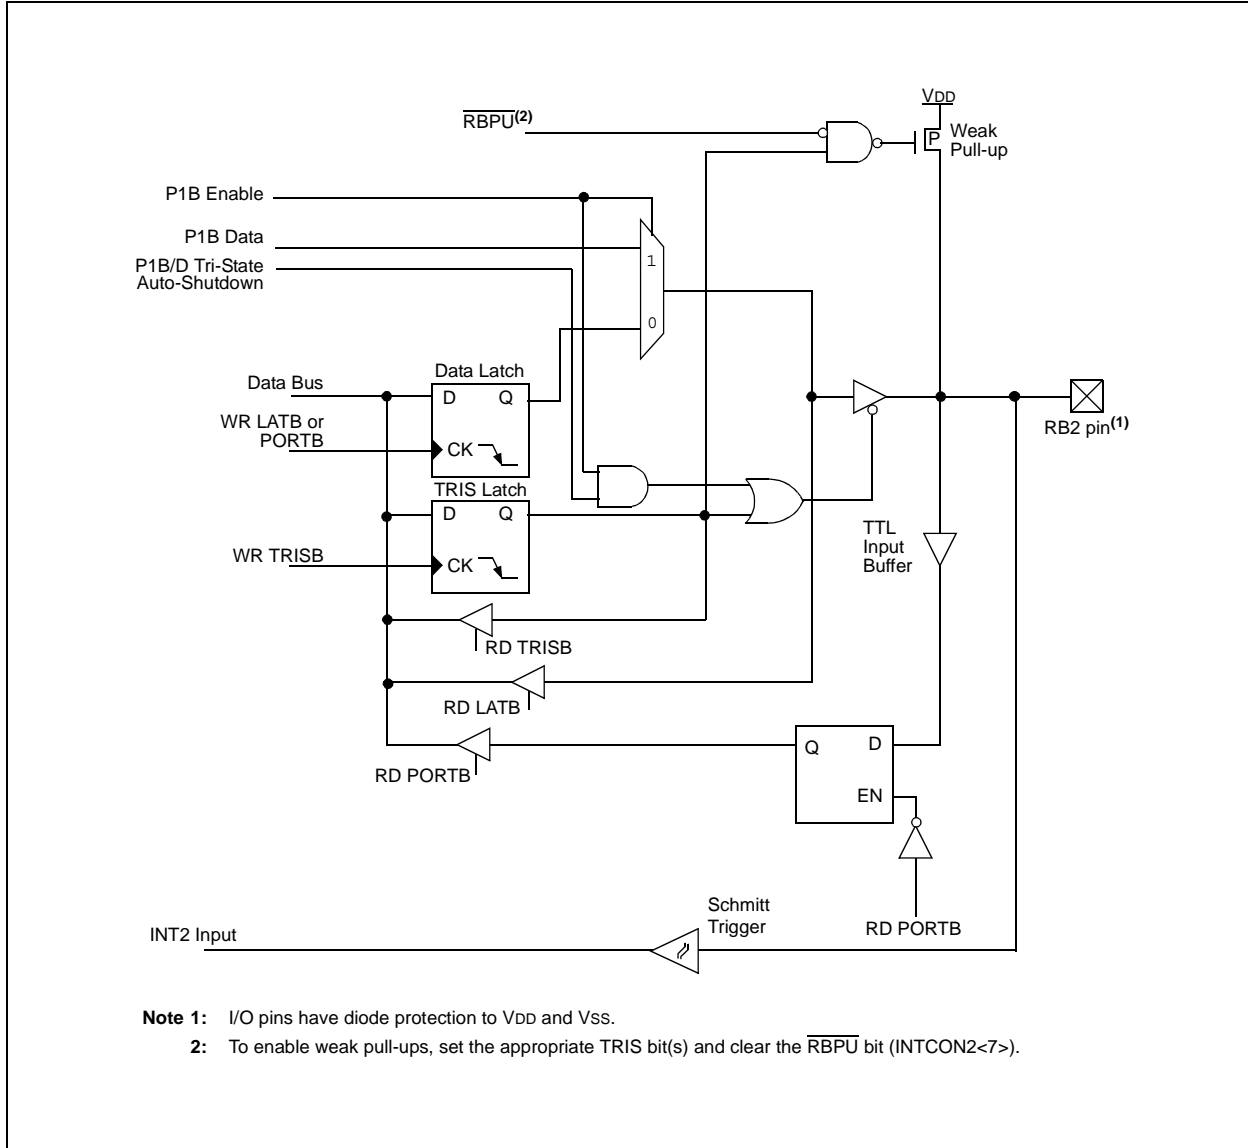 VDD
RBPU(2)
P
Weak
Pull-up
P1B Enable
P1B Data
1
P1B/D Tri-State
Auto-Shutdown
0
Data Latch
Data Bus
D Q
WR LATB or
PORTB
CK
RB2 pin(1)
TRIS Latch
D Q
TTL
Input
Buffer
WR TRISB
CK
RD TRISB
RD LATB
Q D
RD PORTB
EN
Schmitt
Trigger
RD PORTB
INT2 Input
Note 1: I/O pins have diode protection to VDD and VSS.
2: To enable weak pull-ups, set the appropriate TRIS bit(s) and clear the RBPU bit (INTCON2<7>).